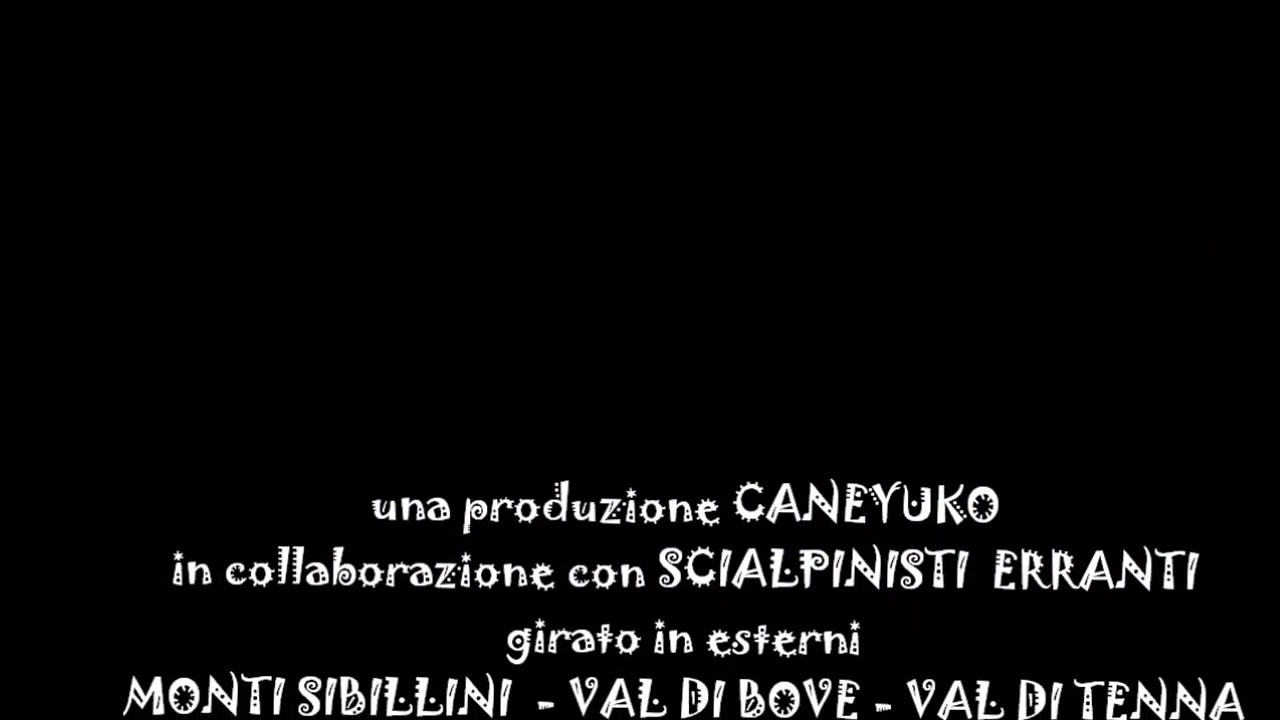 una produzione CANEYUKO
in collaborazione con SCIALPINISTI ERRANTI
girato in esterni
MONTI SIBILLINI - VAL DI BOVE - VAL DI TENNA